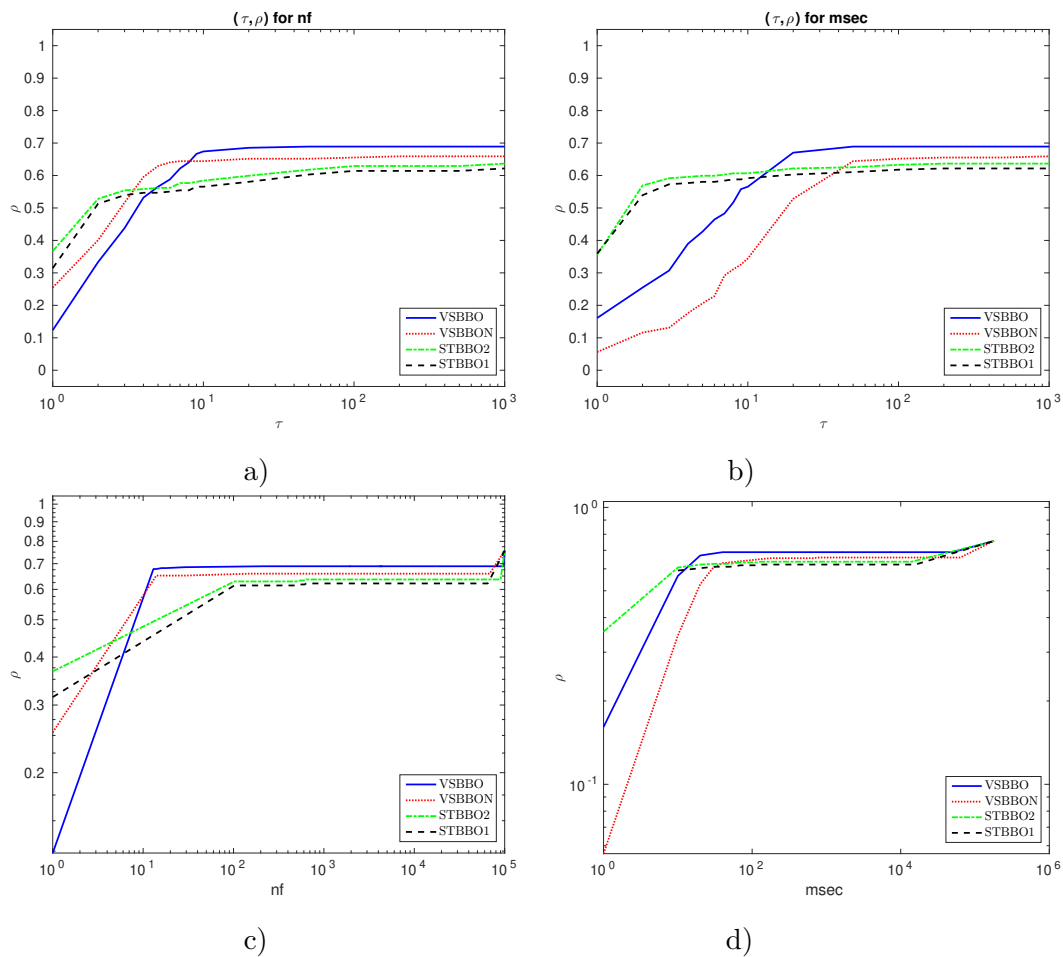 (τ, ρ) for nf
1
0.9
0.8
0.7
0.6
0.5
0.4
0.3
0.2
0.1
0
ρ
10^0
10^1
10^2
10^3
τ
VSBBO
VSBBON
STBBO2
STBBO1
a)
(τ, ρ) for msec
1
0.9
0.8
0.7
0.6
0.5
0.4
0.3
0.2
0.1
0
ρ
10^0
10^1
10^2
10^3
τ
VSBBO
VSBBON
STBBO2
STBBO1
b)
1
0.9
0.8
0.7
0.6
0.5
0.4
0.3
0.2
ρ
10^0
10^1
10^2
10^3
10^4
10^5
nf
VSBBO
VSBBON
STBBO2
STBBO1
c)
10^0
10^-1
ρ
10^0
10^2
10^4
10^6
msec
VSBBO
VSBBON
STBBO2
STBBO1
d)